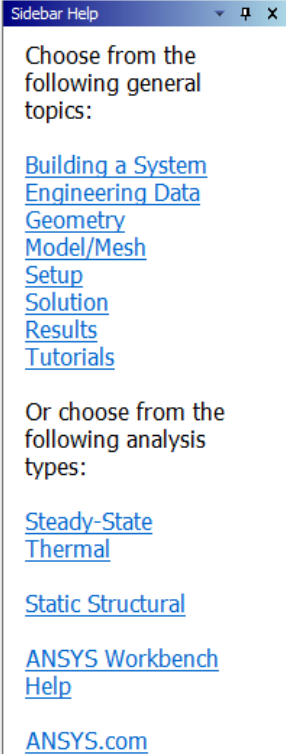 Sidebar Help
Choose from the
following general
topics:
Building a System
Engineering Data
Geometry
Model/Mesh
Setup
Solution
Results
Tutorials
Or choose from the
following analysis
types:
Steady-State
Thermal
Static Structural
ANSYS Workbench
Help
ANSYS.com